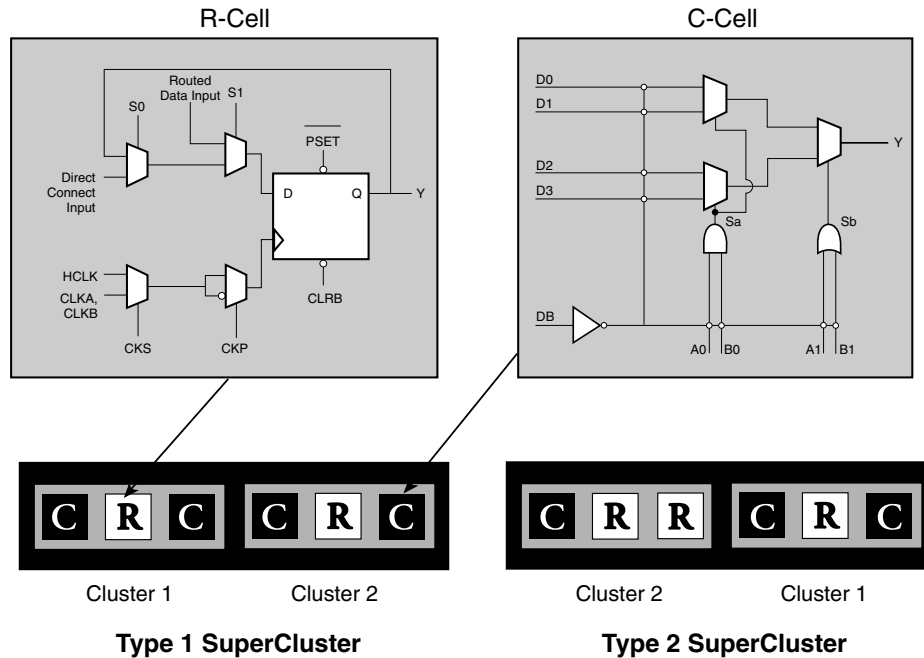 R-Cell
C-Cell
Routed
Data Input
S0
S1
PSET
Direct
Connect
Input
D
Q
Y
HCLK
CLKA,
CLKB
CLRB
CKS
CKP
D0
D1
D2
D3
Sa
Sb
Y
DB
A0
B0
A1
B1
C R C
C R C
C R R
C R C
Cluster 1
Cluster 2
Cluster 2
Cluster 1
Type 1 SuperCluster
Type 2 SuperCluster